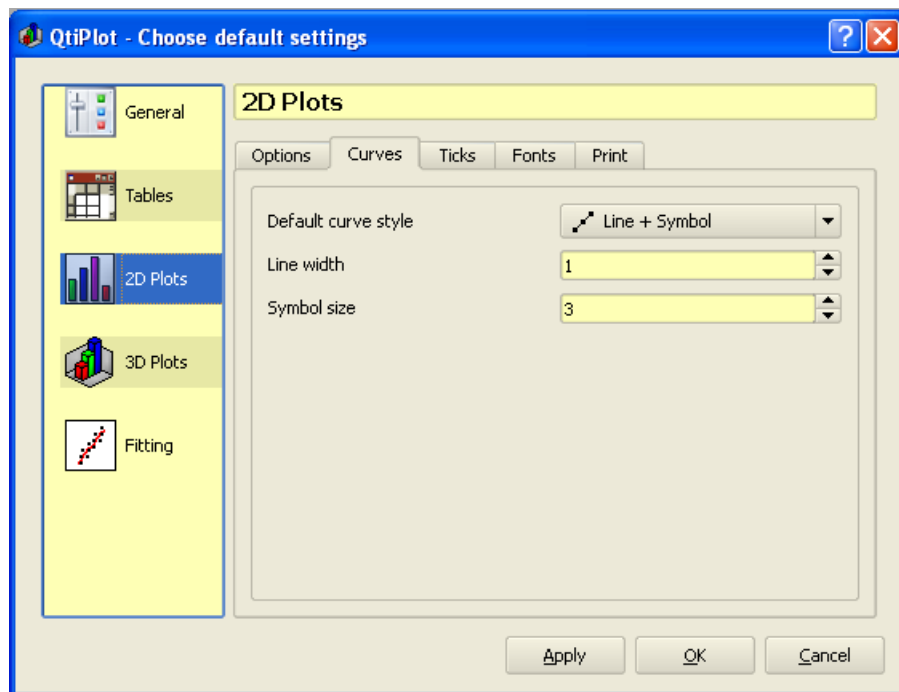 QtiPlot - Choose default settings
General
Tables
2D Plots
3D Plots
Fitting
2D Plots
Options Curves Ticks Fonts Print
Default curve style Line + Symbol
Line width 1
Symbol size 3
Apply OK Cancel